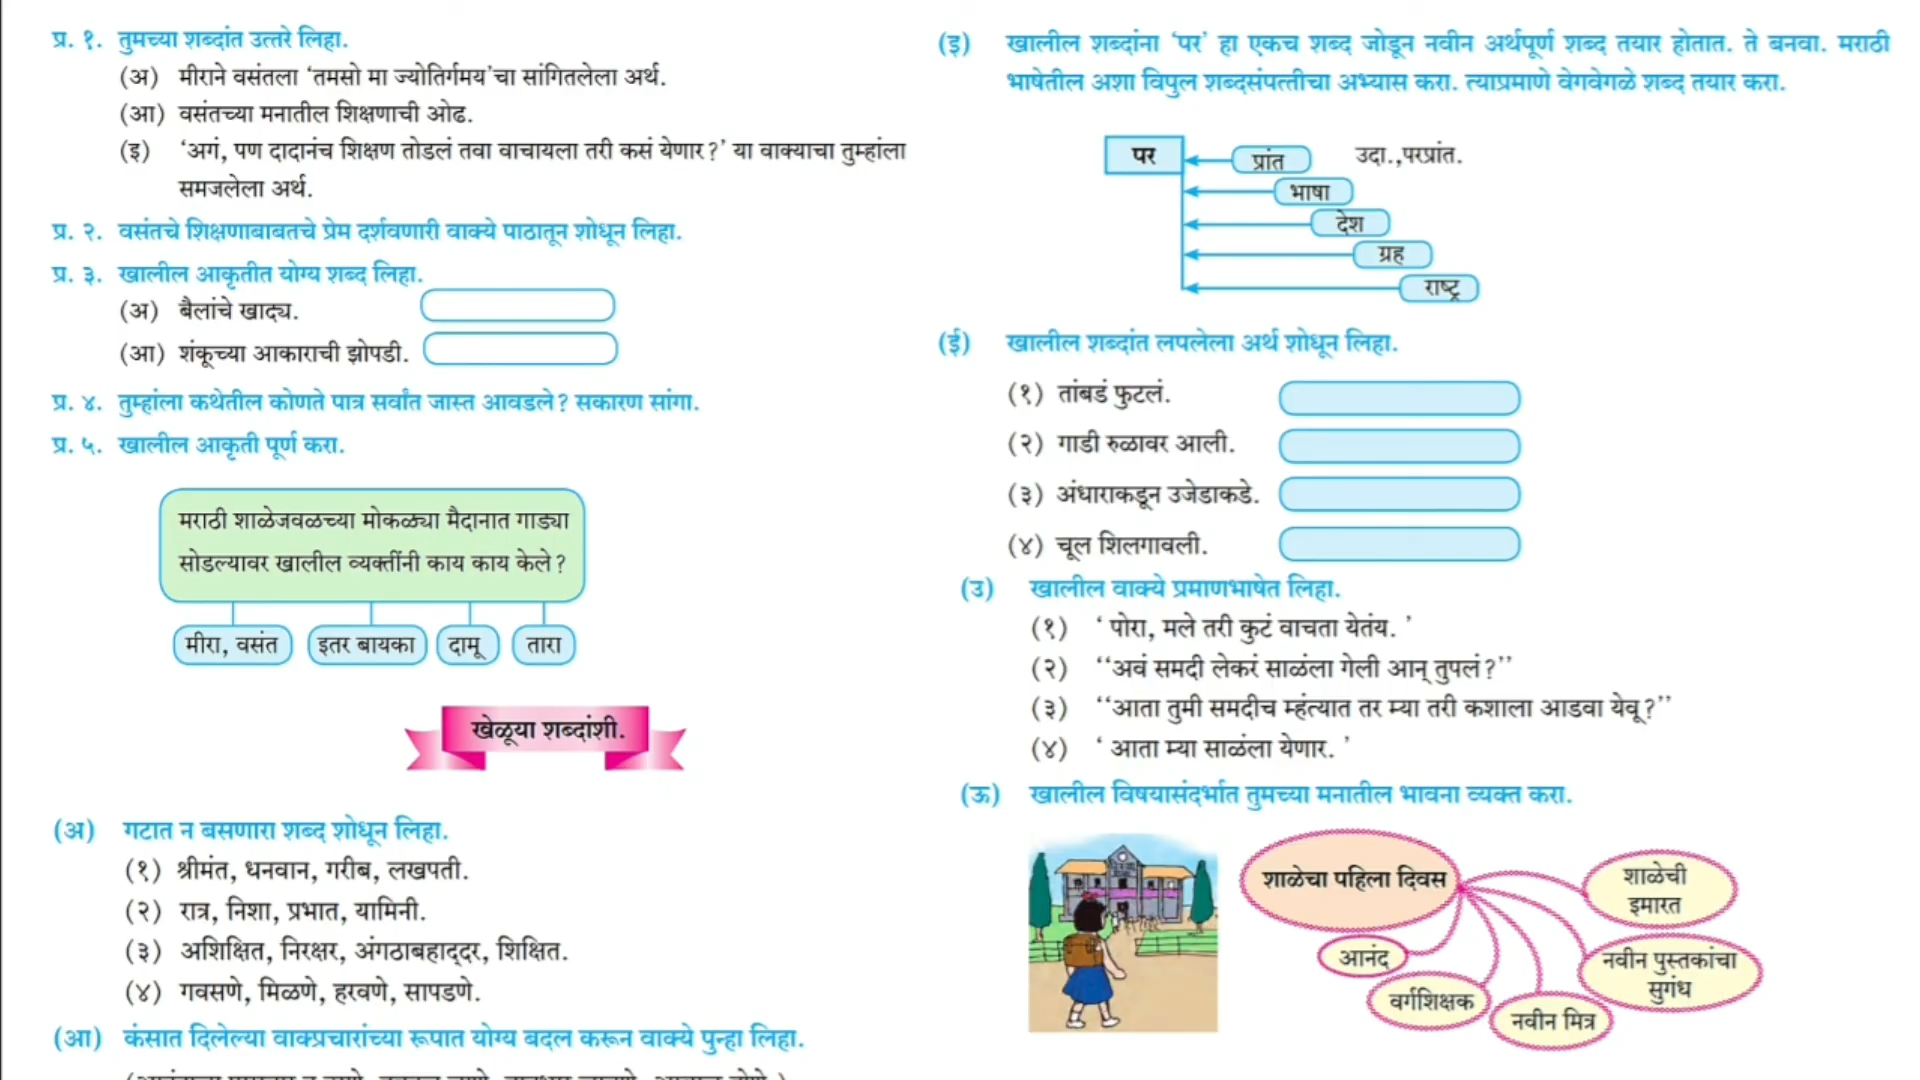 प्र. १. तुमच्या शब्दांत उत्तरे लिहा.
(अ) मीराने वसंतला ‘तमसो मा ज्योतिर्गमय’चा सांगितलेला अर्थ.
(आ) वसंतच्या मनातील शिक्षणाची ओढ.
(इ) ‘अगं, पण दादानंच शिक्षण तोडलं तवा वाचायला तरी कसं येणार?’ या वाक्याचा तुम्हांला
समजलेला अर्थ.
प्र. २. वसंतचे शिक्षणाबाबतचे प्रेम दर्शवणारी वाक्ये पाठातून शोधून लिहा.
प्र. ३. खालील आकृतीत योग्य शब्द लिहा.
(अ) बैलांचे खाद्य.
(आ) शंकूच्या आकाराची झोपडी.
प्र. ४. तुम्हांला कथेतील कोणते पात्र सर्वांत जास्त आवडले? सकारण सांगा.
प्र. ५. खालील आकृती पूर्ण करा.
मराठी शाळेजवळच्या मोकळ्या मैदानात गाड्या
सोडल्यावर खालील व्यक्तींनी काय काय केले?
मीरा, वसंत
इतर बायका
दामू
तारा
खेळूया शब्दांशी.
(अ) गटात न बसणारा शब्द शोधून लिहा.
(१) श्रीमंत, धनवान, गरीब, लखपती.
(२) रात्र, निशा, प्रभात, यामिनी.
(३) अशिक्षित, निरक्षर, अंगठाबहाद्दर, शिक्षित.
(४) गवसणे, मिळणे, हरवणे, सापडणे.
(आ) कंसात दिलेल्या वाक्प्रचारांच्या रूपात योग्य बदल करून वाक्ये पुन्हा लिहा.
(इ) खालील शब्दांना ‘पर’ हा एकच शब्द जोडून नवीन अर्थपूर्ण शब्द तयार होतात. ते बनवा. मराठी
भाषेतील अशा विपुल शब्दसंपत्तीचा अभ्यास करा. त्याप्रमाणे वेगवेगळे शब्द तयार करा.
पर
प्रांत
उदा.,परप्रांत.
भाषा
देश
ग्रह
राष्ट्र
(ई) खालील शब्दांत लपलेला अर्थ शोधून लिहा.
(१) तांबडं फुटलं.
(२) गाडी रुळावर आली.
(३) अंधाराकडून उजेडाकडे.
(४) चूल शिलगावली.
(उ) खालील वाक्ये प्रमाणभाषेत लिहा.
(१) ‘ पोरा, मले तरी कुटं वाचता येतंय. ’
(२) ‘‘अवं समदी लेकरं साळंला गेली आन् तुपलं?’’
(३) ‘‘आता तुमी समदीच म्हंत्यात तर म्या तरी कशाला आडवा येवू?’’
(४) ‘ आता म्या साळंला येणार. ’
(ऊ) खालील विषयासंदर्भात तुमच्या मनातील भावना व्यक्त करा.
शाळेचा पहिला दिवस
शाळेची
इमारत
आनंद
नवीन पुस्तकांचा
सुगंध
वर्गशिक्षक
नवीन मित्र